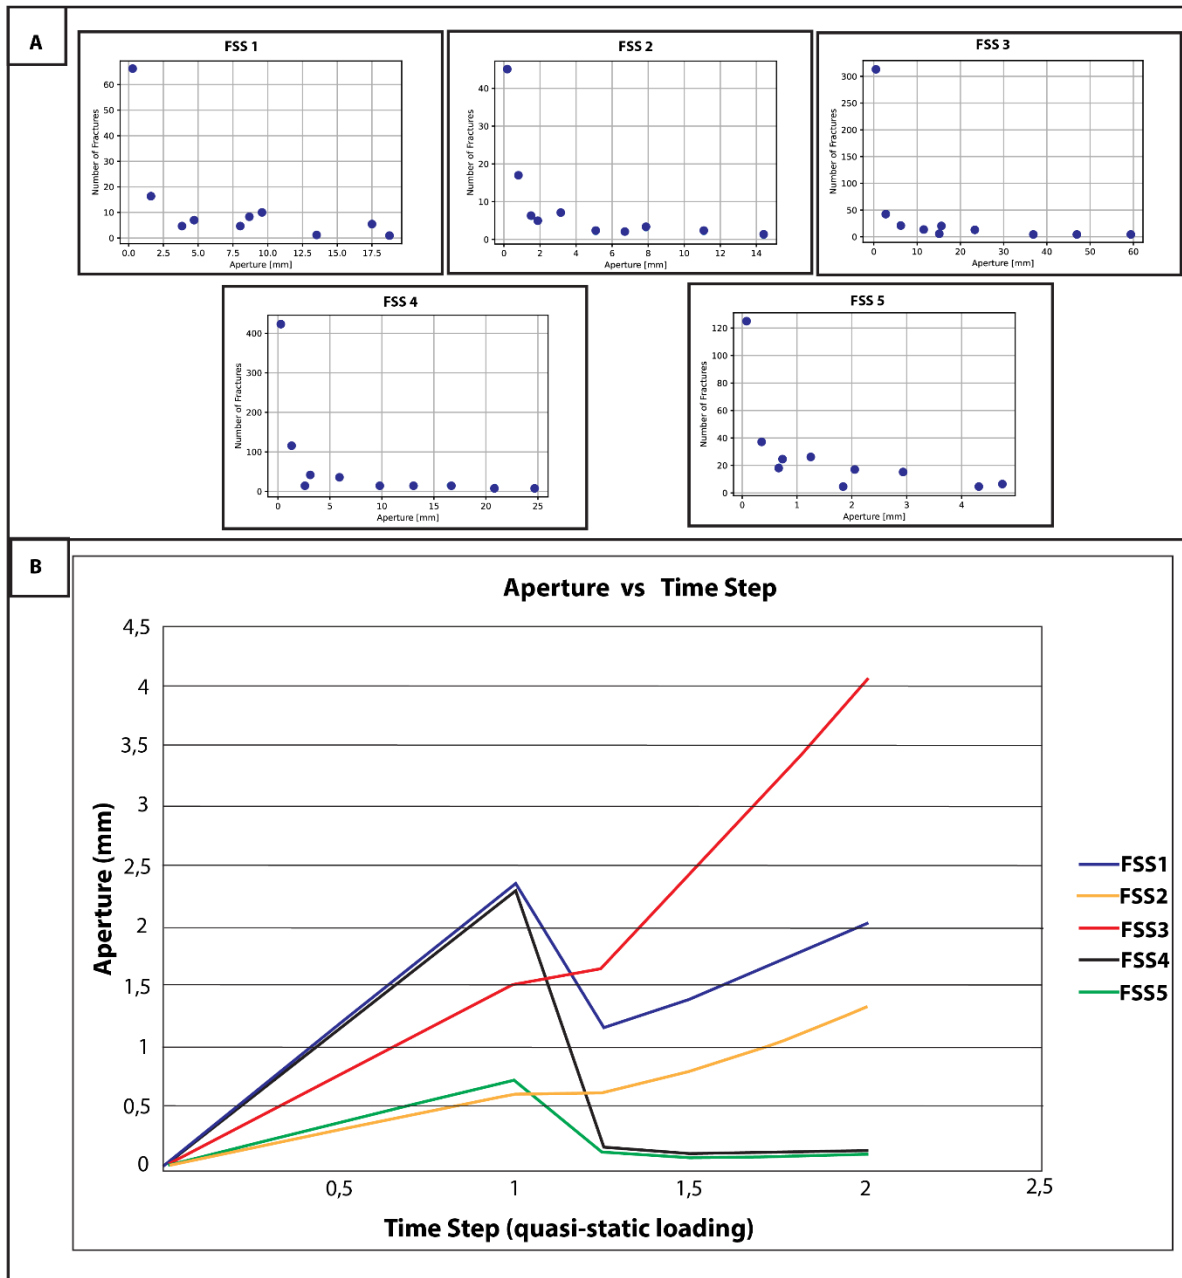 A
FSS 1
Number of Fractures
60
50
40
30
20
10
0
0.0 2.5 5.0 7.5 10.0 12.5 15.0 17.5
Aperture [mm]
FSS 2
Number of Fractures
40
30
20
10
0
0 2 4 6 8 10 12 14
Aperture [mm]
FSS 3
Number of Fractures
300
250
200
150
100
50
0
0 10 20 30 40 50 60
Aperture [mm]
FSS 4
Number of Fractures
400
300
200
100
0
0 5 10 15 20 25
Aperture [mm]
FSS 5
Number of Fractures
120
100
80
60
40
20
0
0 1 2 3 4
Aperture [mm]
B
Aperture vs Time Step
Aperture (mm)
4,5
4
3,5
3
2,5
2
1,5
1
0,5
0
0,5 1 1,5 2 2,5
Time Step (quasi-static loading)
FSS1
FSS2
FSS3
FSS4
FSS5